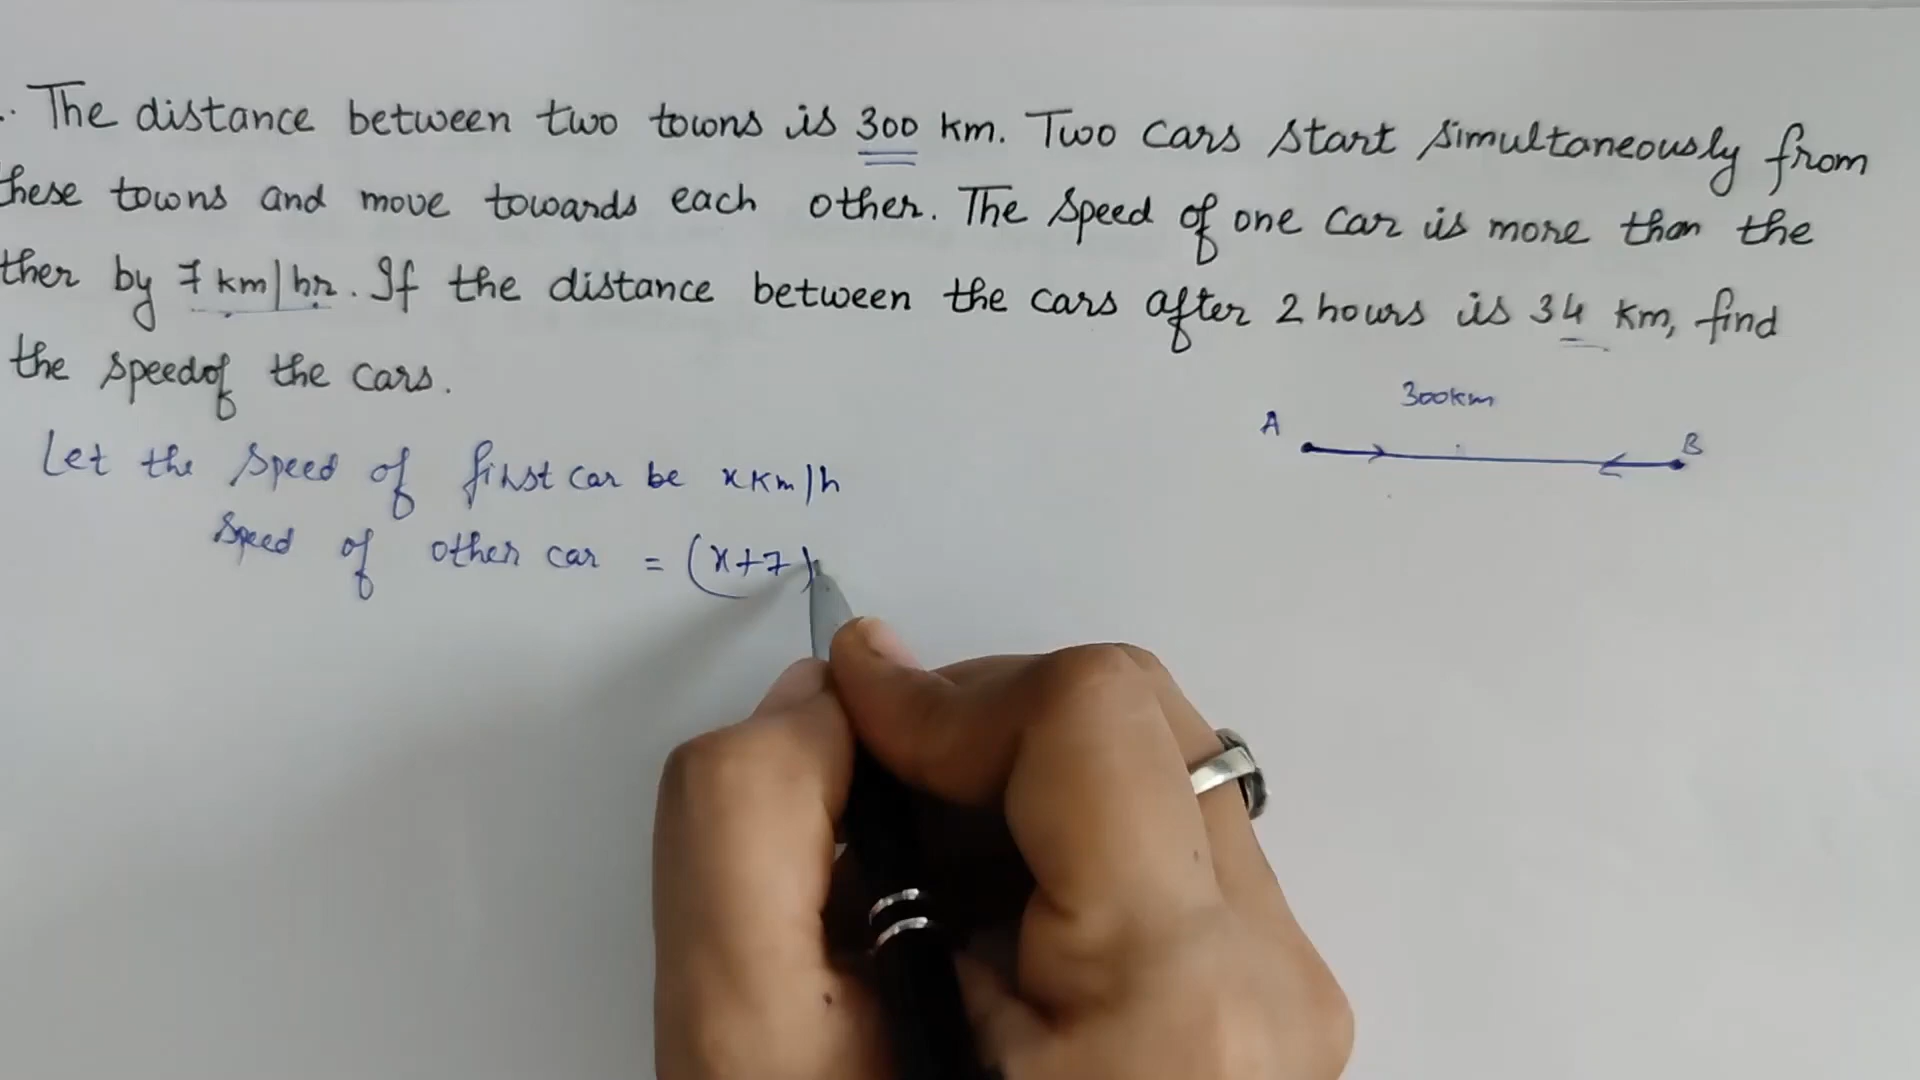 . The distance between two towns is 300 km. Two cars start simultaneously from
these towns and move towards each other. The speed of one car is more than the
ther by 7 km/hr. If the distance between the cars after 2 hours is 34 km, find
the speed of the cars.
300km
A
B
Let the speed of first car be x km/h
Speed of other car = (x+7)